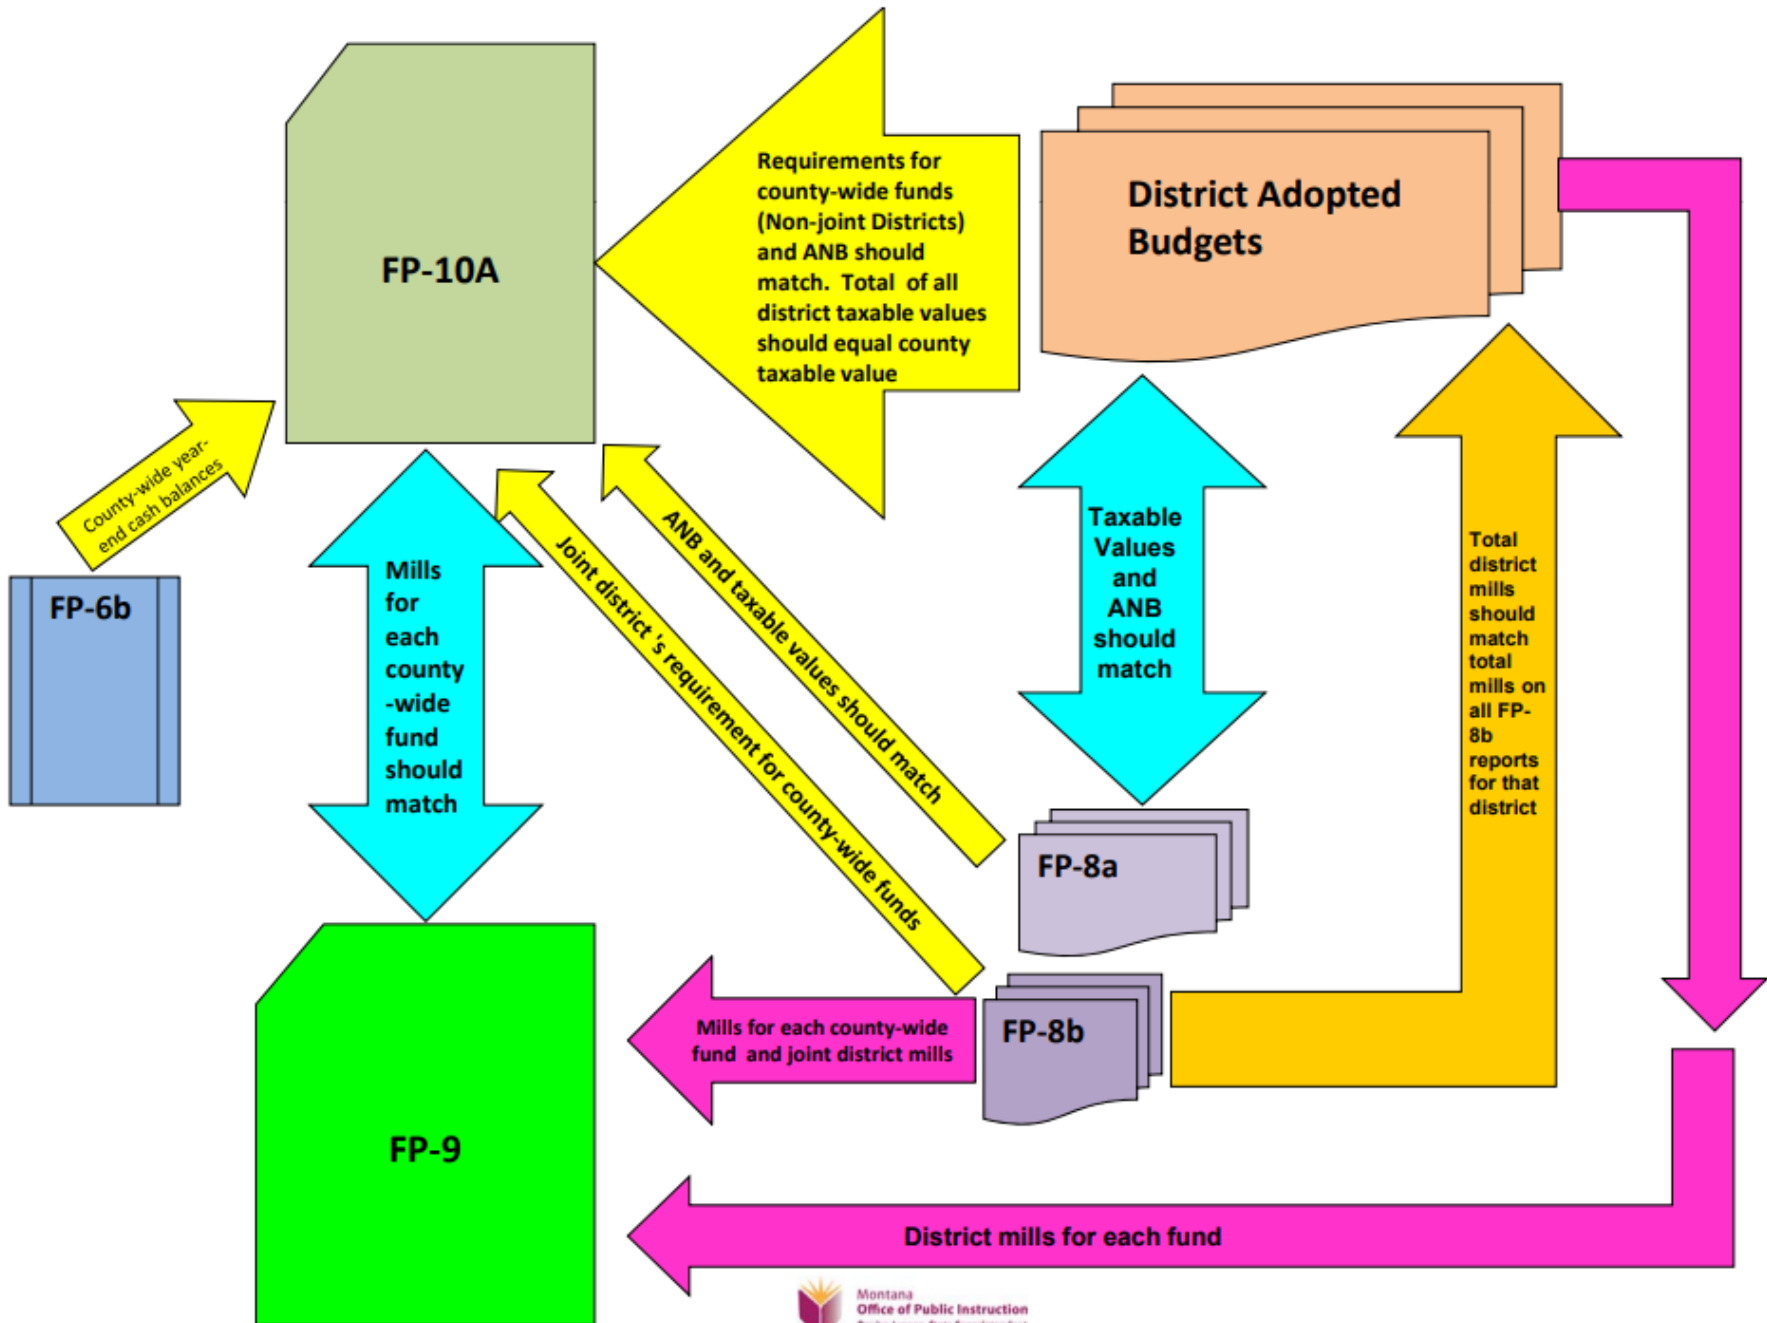 FP-10A
Requirements for
county-wide funds
(Non-joint Districts)
and ANB should
match.  Total  of all
district taxable values
should equal county
taxable value
District Adopted
Budgets
County-wide year-
end cash balances
FP-6b
Mills
for
each
county
-wide
fund
should
match
Joint district 's requirement for county-wide funds
ANB and taxable values should match
Taxable
Values
and
ANB
should
match
Total
district
mills
should
match
total
mills on
all FP-
8b
reports
for that
district
FP-8a
FP-8b
Mills for each county-wide
fund  and joint district mills
FP-9
District mills for each fund
Montana
Office of Public Instruction